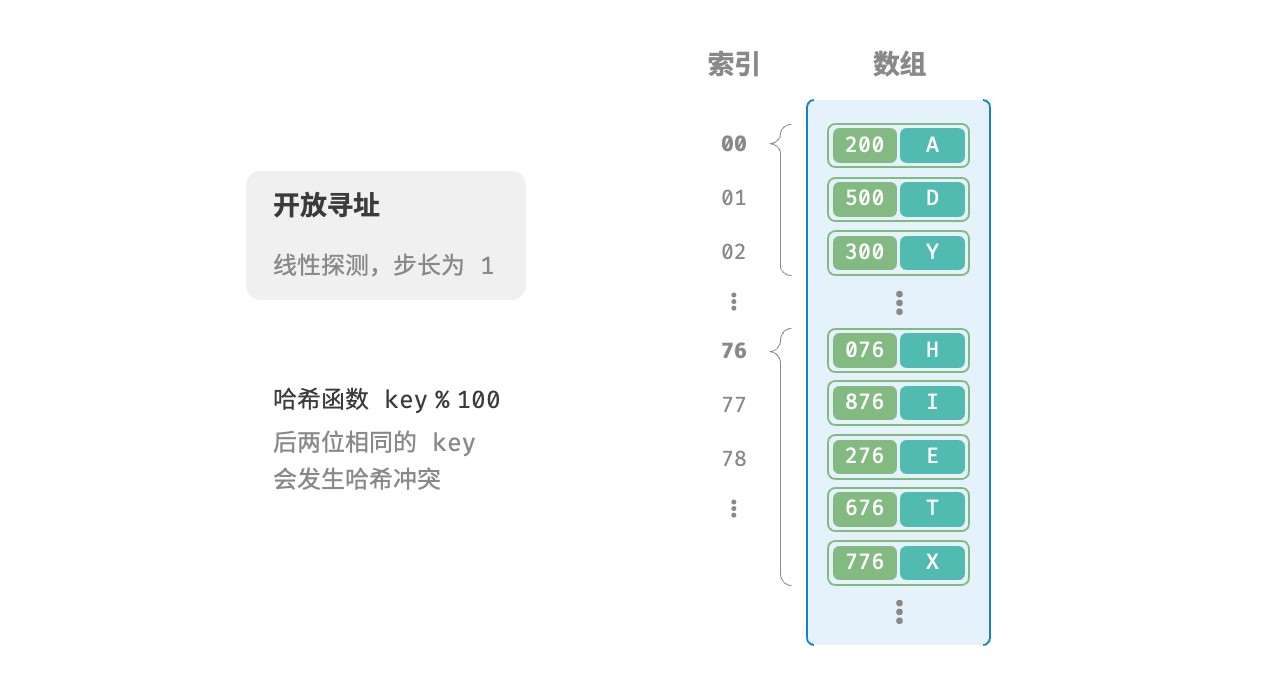 开放寻址
线性探测，步长为 1
哈希函数 key % 100
后两位相同的 key
会发生哈希冲突
索引 数组
00 200 A
01 500 D
02 300 Y
76 076 H
77 876 I
78 276 E
676 T
776 X